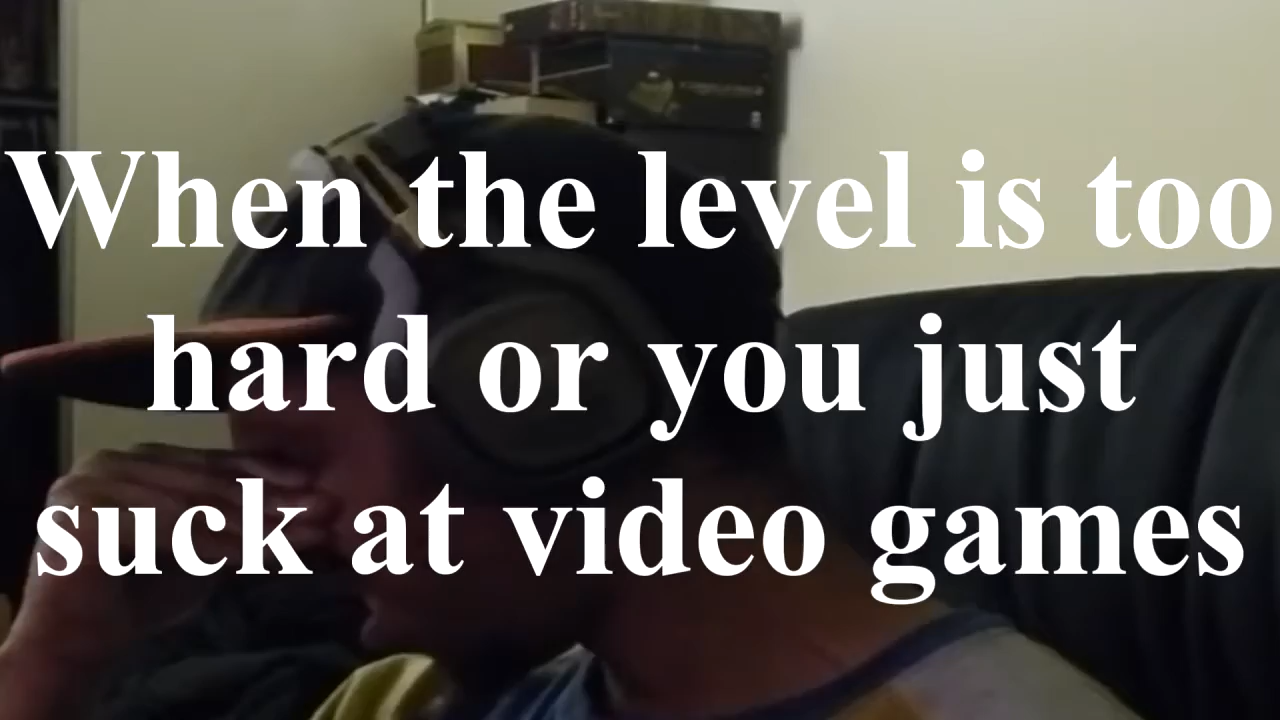 When the level is too
hard or you just
suck at video games